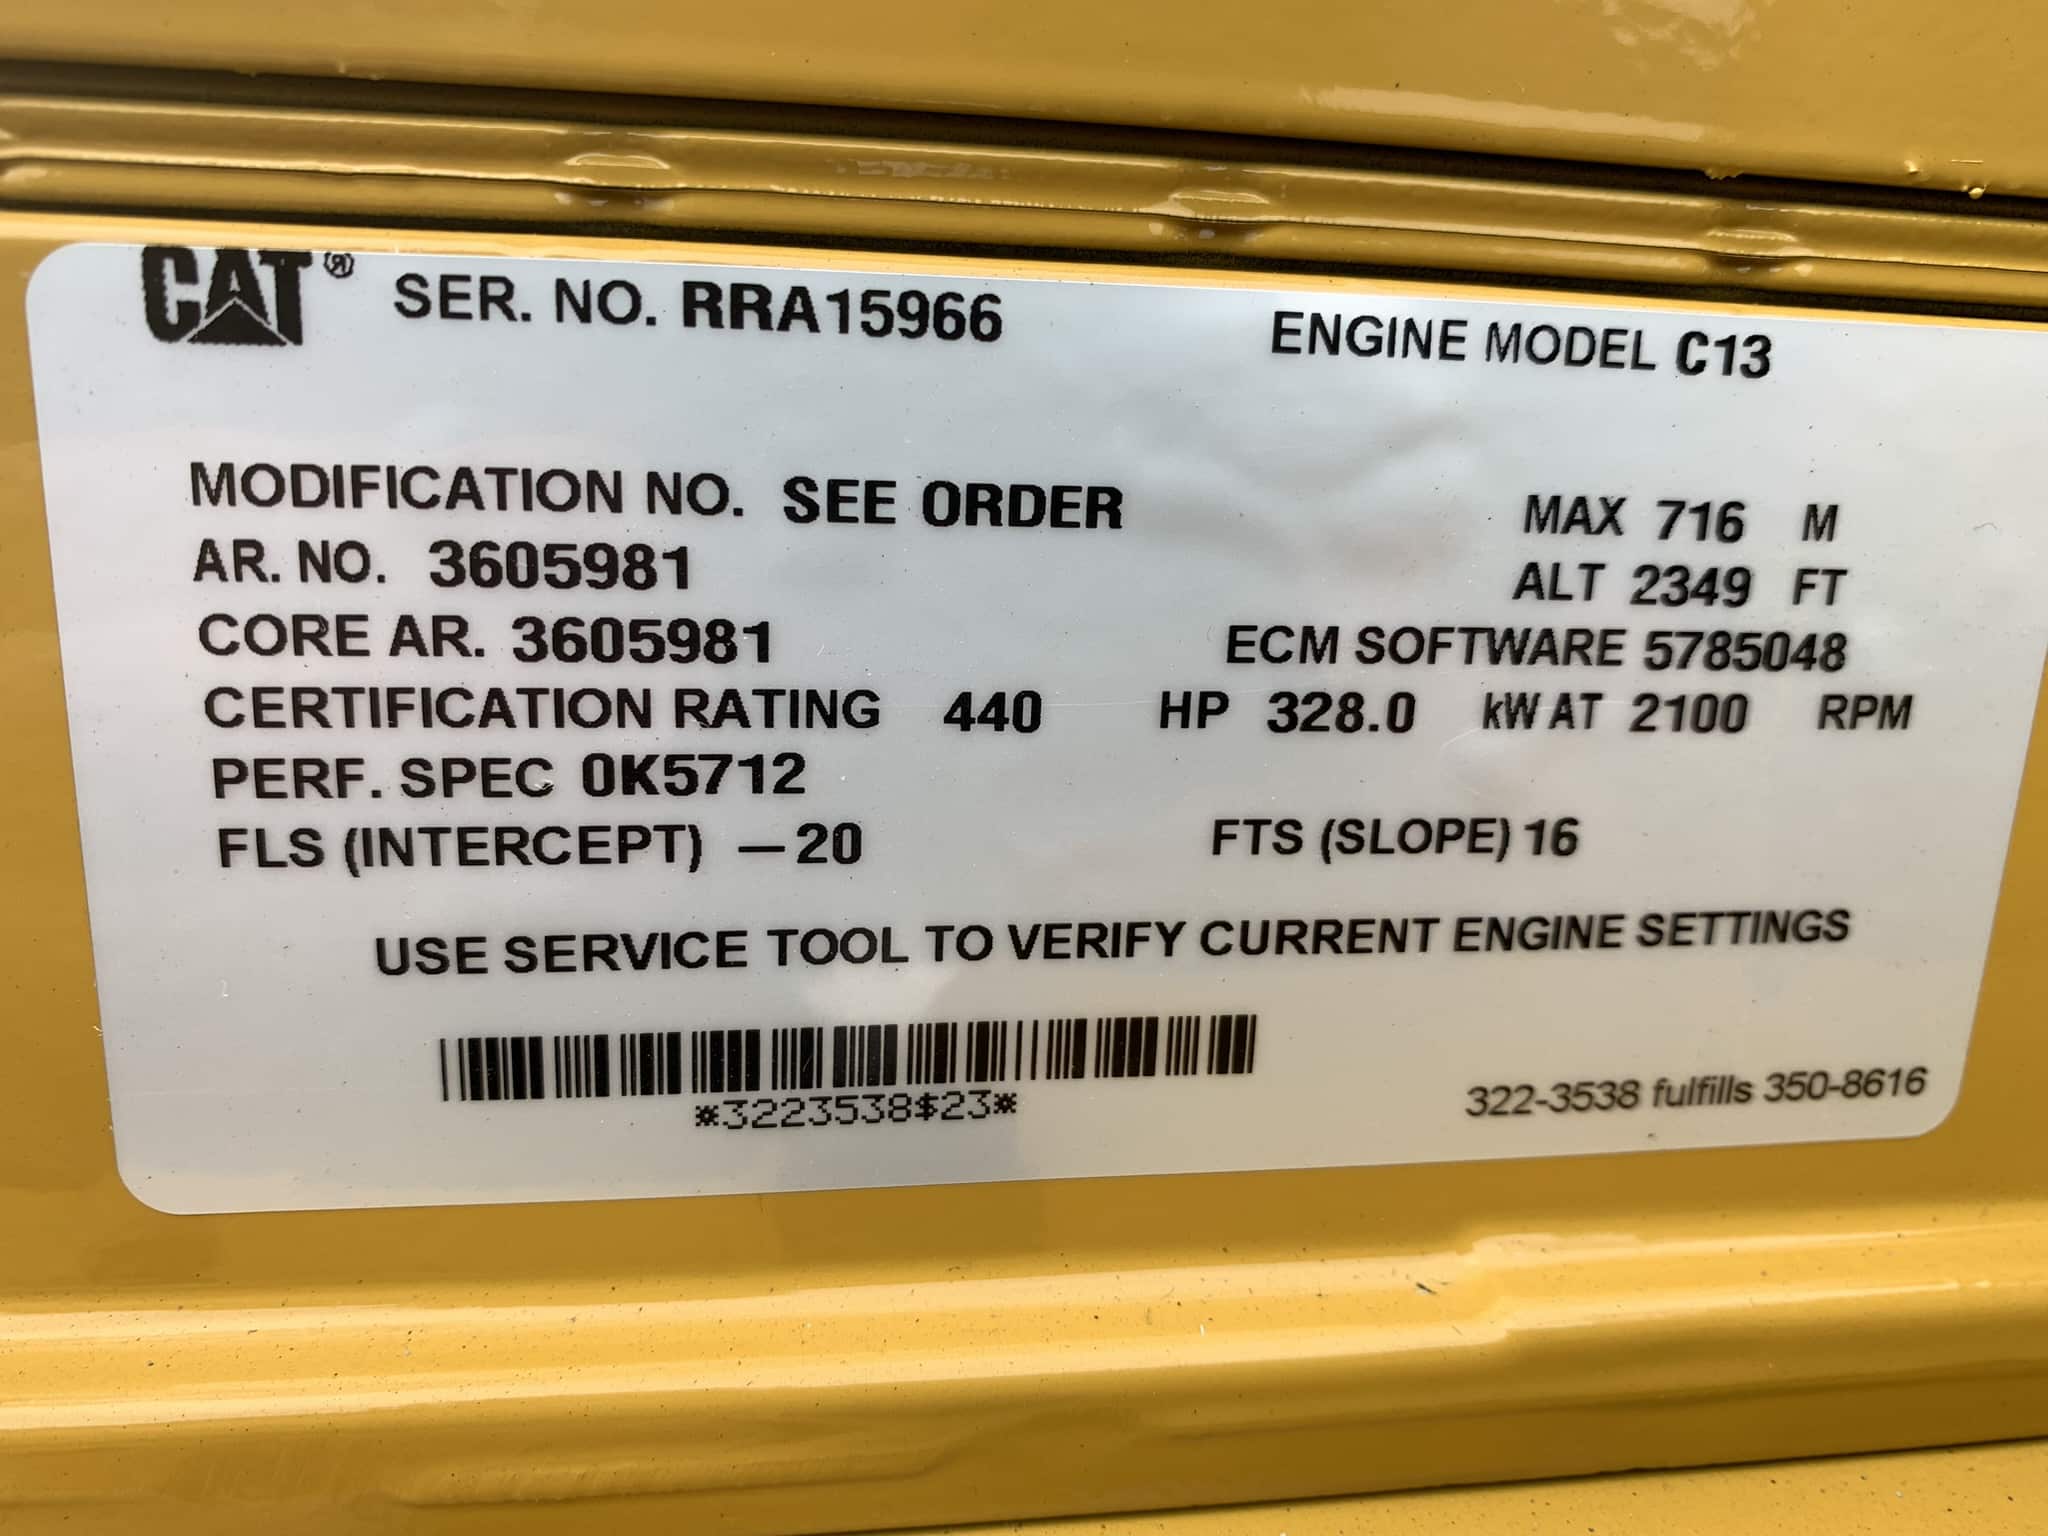 CAT® SER. NO. RRA15966 ENGINE MODEL C13
MODIFICATION NO. SEE ORDER MAX 716 M
AR. NO. 3605981 ALT 2349 FT
CORE AR. 3605981 ECM SOFTWARE 5785048
CERTIFICATION RATING 440 HP 328.0 kW AT 2100 RPM
PERF. SPEC 0K5712
FLS (INTERCEPT) —20 FTS (SLOPE) 16
USE SERVICE TOOL TO VERIFY CURRENT ENGINE SETTINGS
*3223538$23*
322-3538 fulfills 350-8616